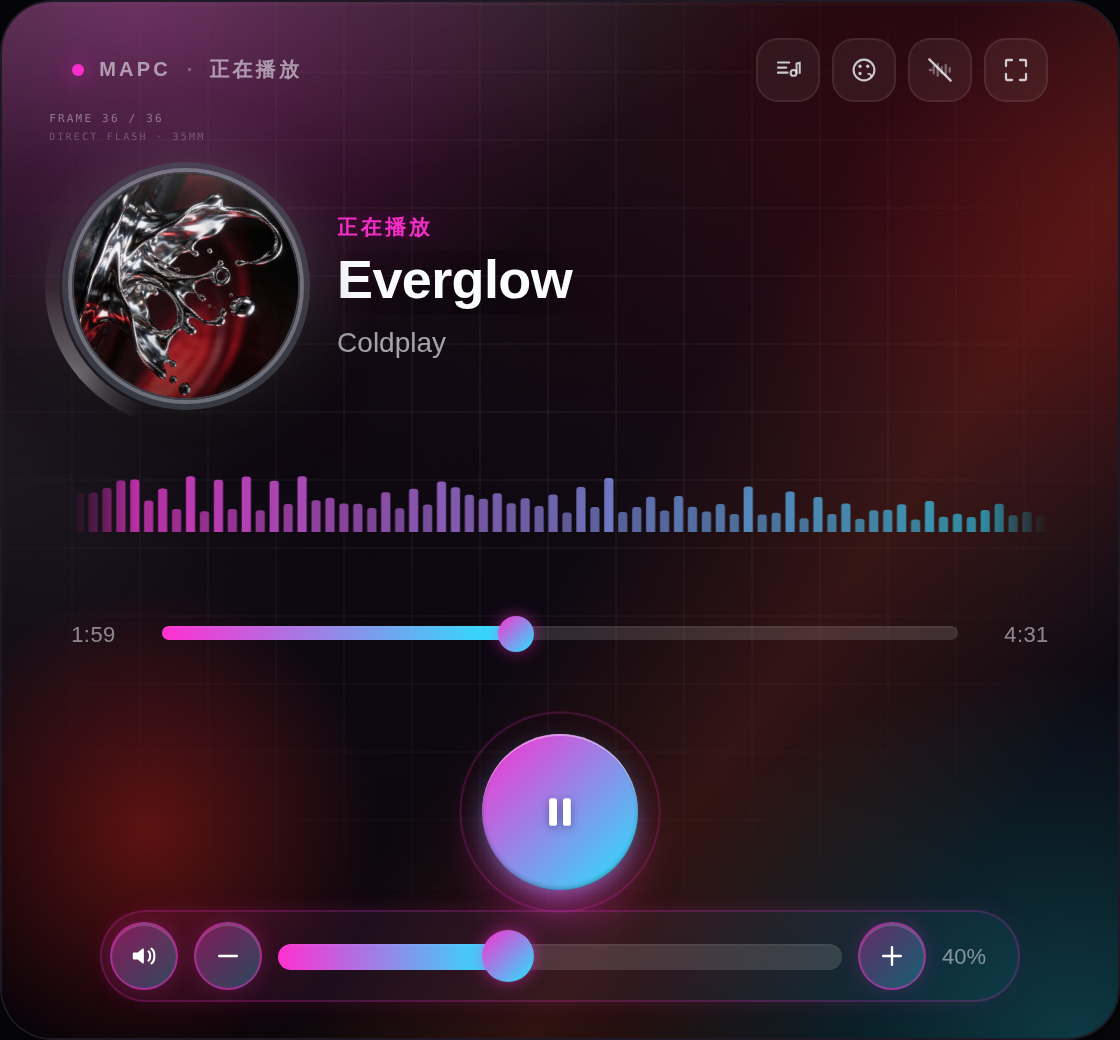 MAPC · 正在播放
FRAME 36 / 36
DIRECT FLASH · 35MM
正在播放
Everglow
Coldplay
1:59
4:31
40%